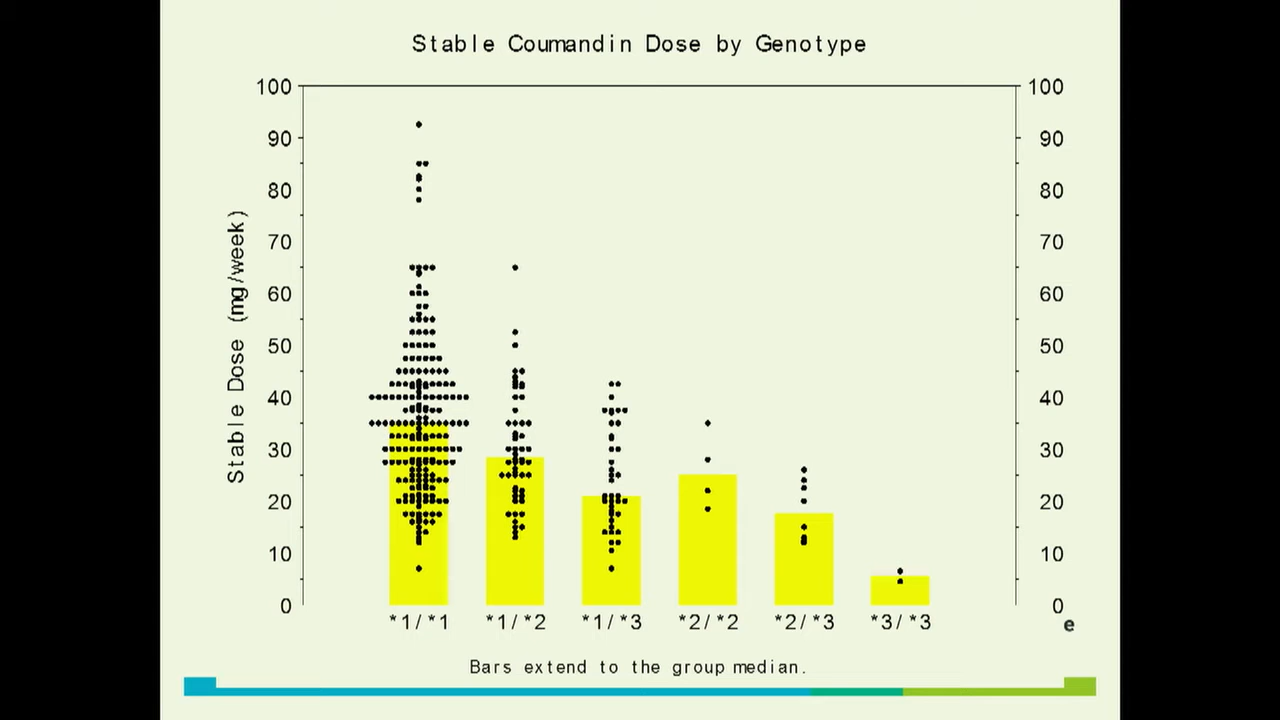 Stable Coumandin Dose by Genotype
100 100
90 90
80 80
70 70
60 60
50 50
40 40
30 30
20 20
10 10
0 0
Stable Dose (mg/week)
*1/*1 *1/*2 *1/*3 *2/*2 *2/*3 *3/*3 e
Bars extend to the group median.